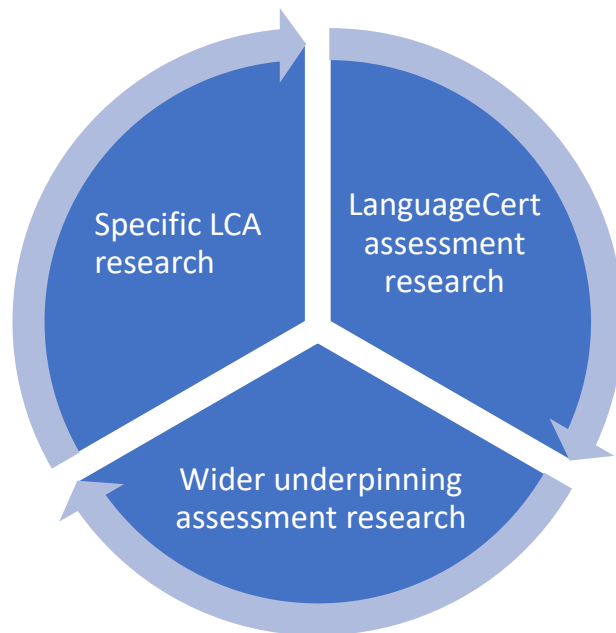 Specific LCA
research
LanguageCert
assessment
research
Wider underpinning
assessment research